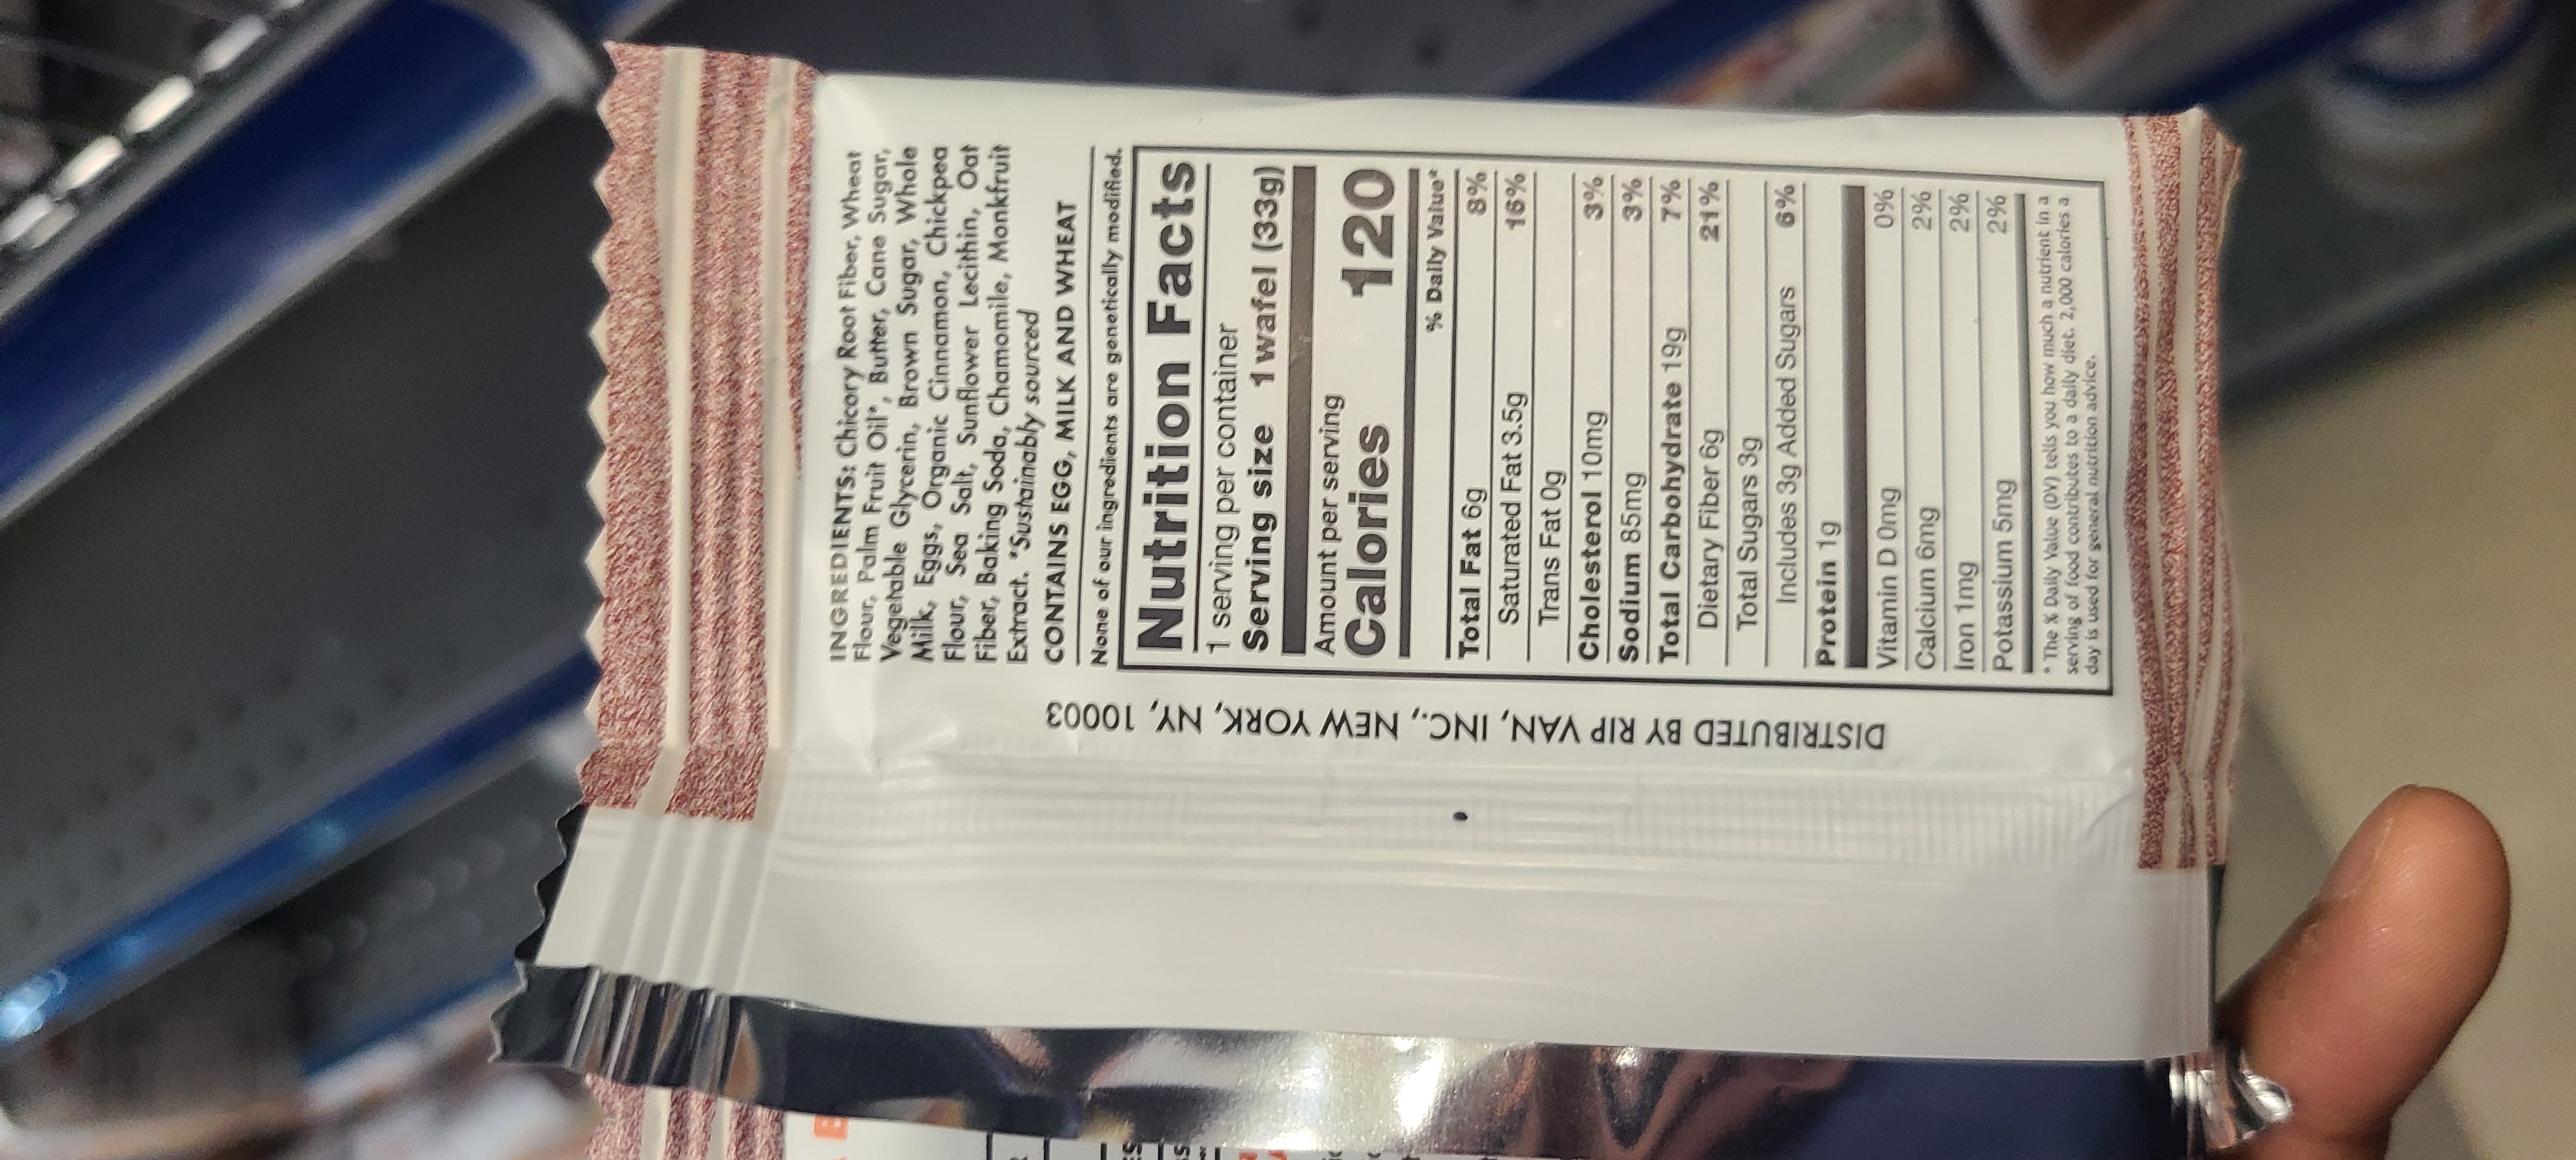 INGREDIENTS: Chicory Root Fiber, Wheat
Flour, Palm Fruit Oil*, Butter, Cane Sugar,
Vegetable Glycerin, Brown Sugar, Whole
Milk, Eggs, Organic Cinnamon, Chickpea
Flour, Sea Salt, Sunflower Lecithin, Oat
Fiber, Baking Soda, Chamomile, Monkfruit
Extract. *Sustainably sourced
CONTAINS EGG, MILK AND WHEAT
None of our ingredients are genetically modified.
DISTRIBUTED BY RIP VAN, INC., NEW YORK, NY, 10003
Nutrition Facts
1 serving per container
Serving size 1 wafel (33g)
Amount per serving
Calories 120
% Daily Value*
Total Fat 6g 8%
Saturated Fat 3.5g 16%
Trans Fat 0g
Cholesterol 10mg 3%
Sodium 85mg 3%
Total Carbohydrate 19g 7%
Dietary Fiber 6g 21%
Total Sugars 3g
Includes 3g Added Sugars 6%
Protein 1g
Vitamin D 0mg 0%
Calcium 6mg 2%
Iron 1mg 2%
Potassium 5mg 2%
* The % Daily Value (DV) tells you how much a nutrient in a
serving of food contributes to a daily diet. 2,000 calories a
day is used for general nutrition advice.